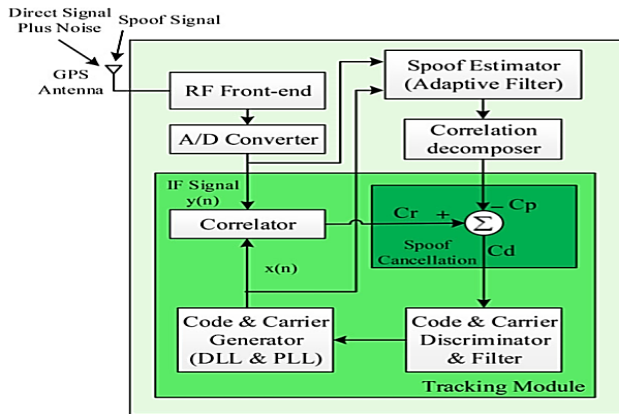 Direct Signal
Plus Noise
Spoof Signal
GPS
Antenna
RF Front-end
Spoof Estimator
(Adaptive Filter)
A/D Converter
Correlation
decomposer
IF Signal
y(n)
Correlator
Cr
+
−
Cp
Σ
Spoof
Cancellation
Cd
x(n)
Code & Carrier
Generator
(DLL & PLL)
Code & Carrier
Discriminator
& Filter
Tracking Module